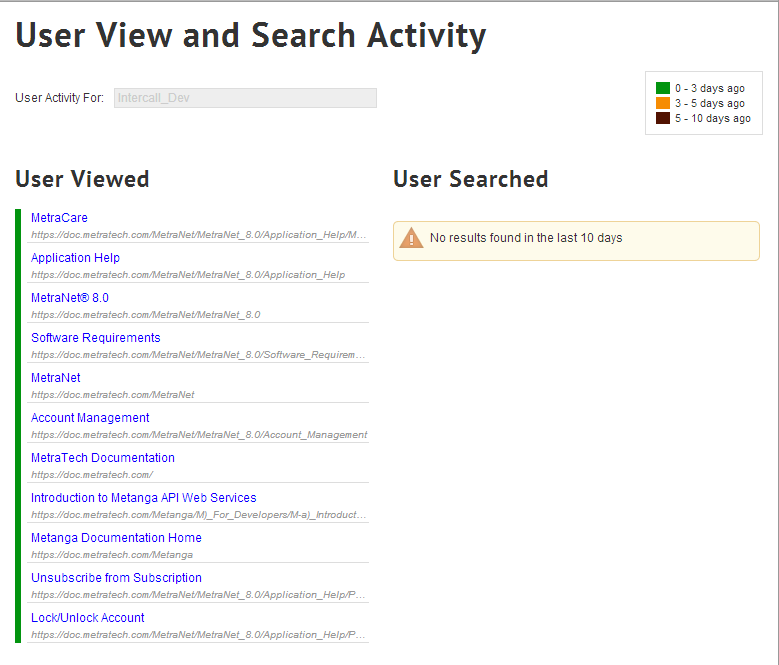 User View and Search Activity
User Activity For: Intercall_Dev
0 - 3 days ago
3 - 5 days ago
5 - 10 days ago
User Viewed
MetraCare
https://doc.metratech.com/MetraNet/MetraNet_8.0/Application_Help/M...
Application Help
https://doc.metratech.com/MetraNet/MetraNet_8.0/Application_Help
MetraNet® 8.0
https://doc.metratech.com/MetraNet/MetraNet_8.0
Software Requirements
https://doc.metratech.com/MetraNet/MetraNet_8.0/Software_Requirem...
MetraNet
https://doc.metratech.com/MetraNet
Account Management
https://doc.metratech.com/MetraNet/MetraNet_8.0/Account_Management
MetraTech Documentation
https://doc.metratech.com/
Introduction to Metanga API Web Services
https://doc.metratech.com/Metanga/M)_For_Developers/M-a)_Introduct...
Metanga Documentation Home
https://doc.metratech.com/Metanga
Unsubscribe from Subscription
https://doc.metratech.com/MetraNet/MetraNet_8.0/Application_Help/P...
Lock/Unlock Account
https://doc.metratech.com/MetraNet/MetraNet_8.0/Application_Help/P...
User Searched
No results found in the last 10 days